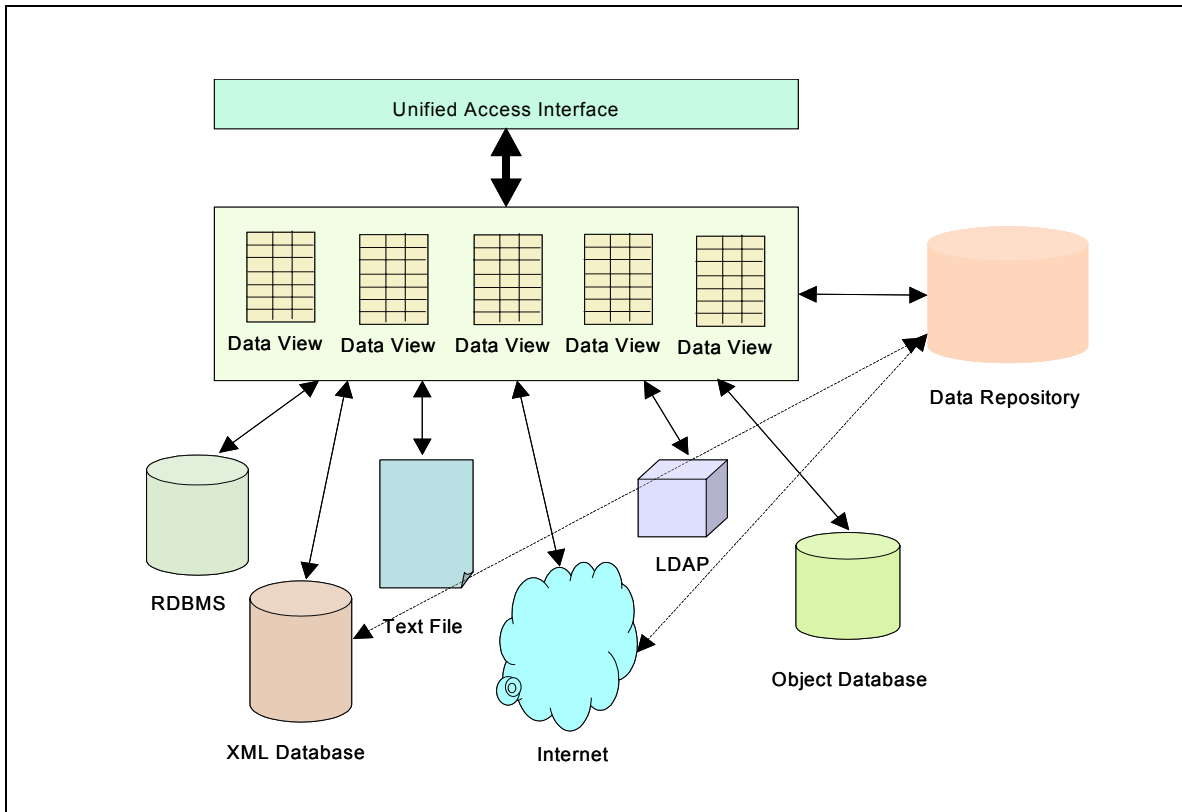 Unified Access Interface
Data View
Data View
Data View
Data View
Data View
Data Repository
RDBMS
XML Database
Text File
Internet
LDAP
Object Database